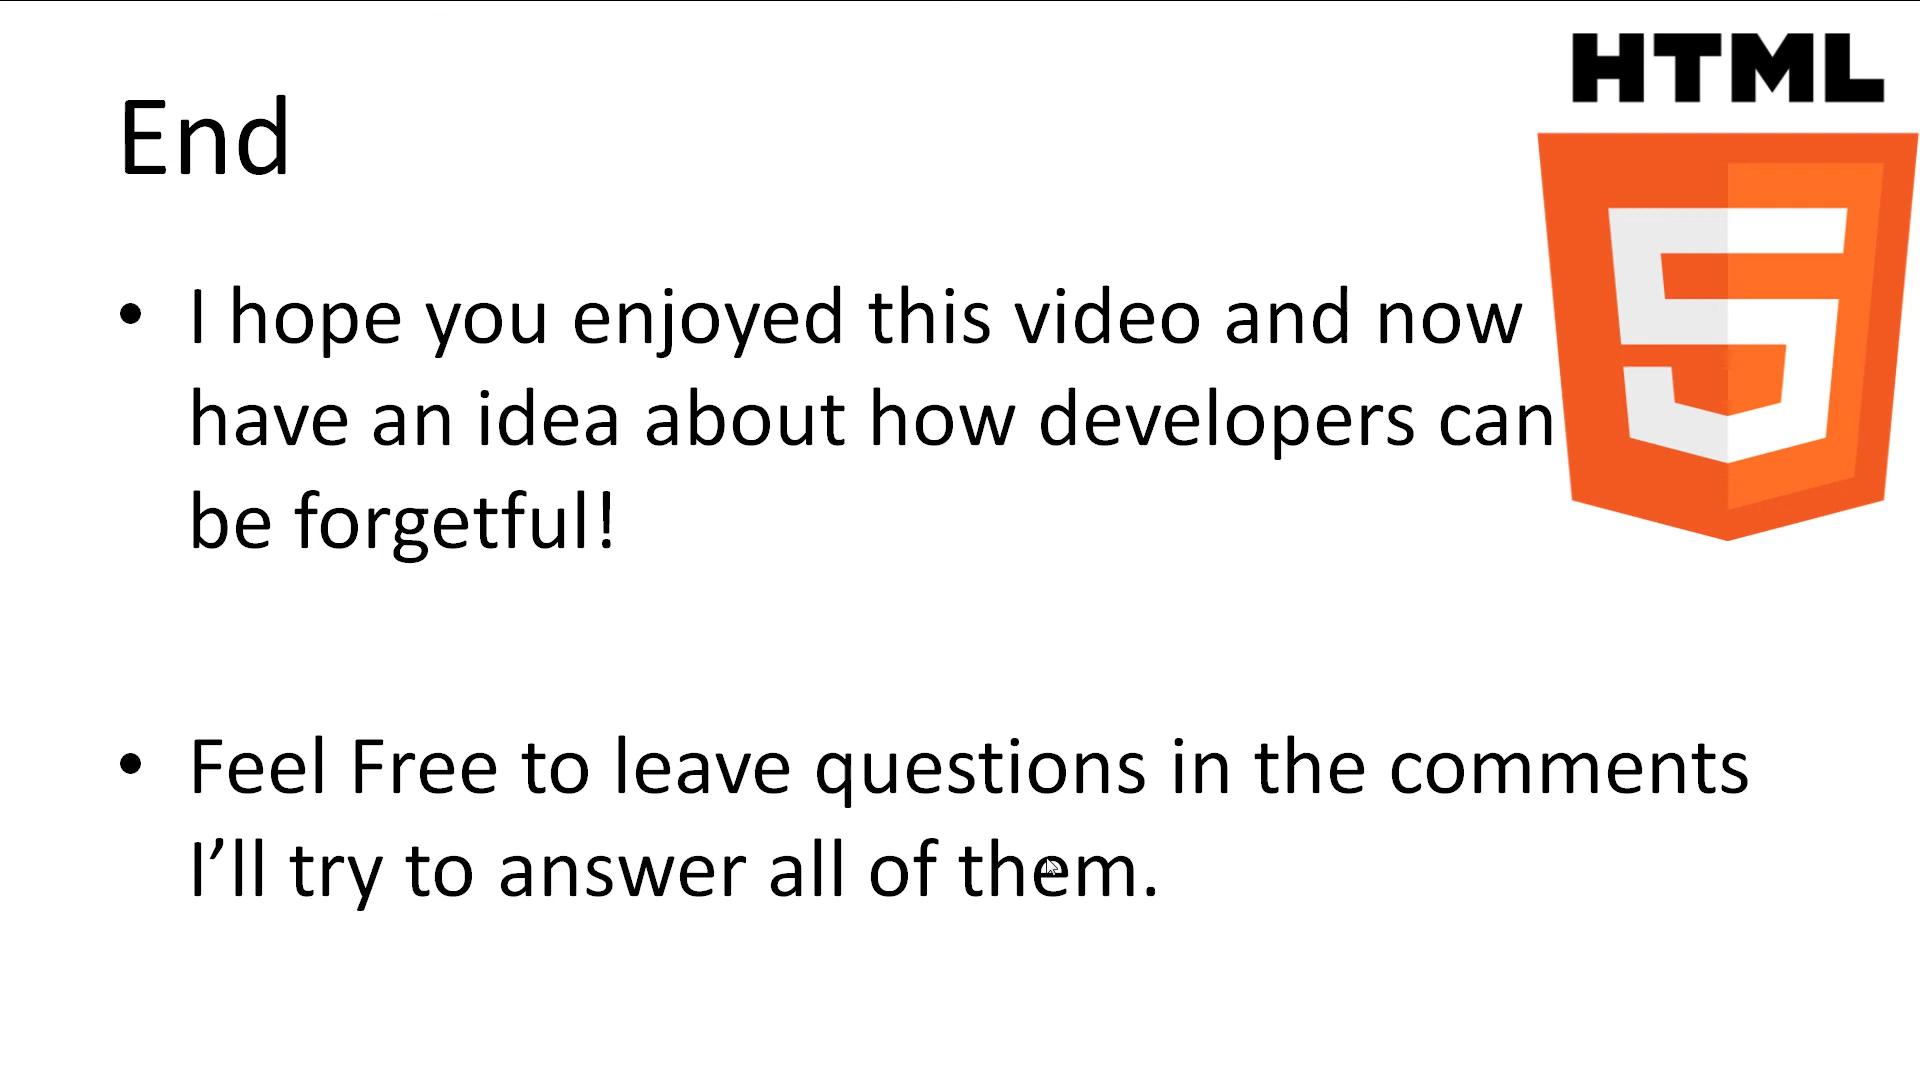 HTML
5
End
• I hope you enjoyed this video and now
have an idea about how developers can
be forgetful!
• Feel Free to leave questions in the comments
I’ll try to answer all of them.